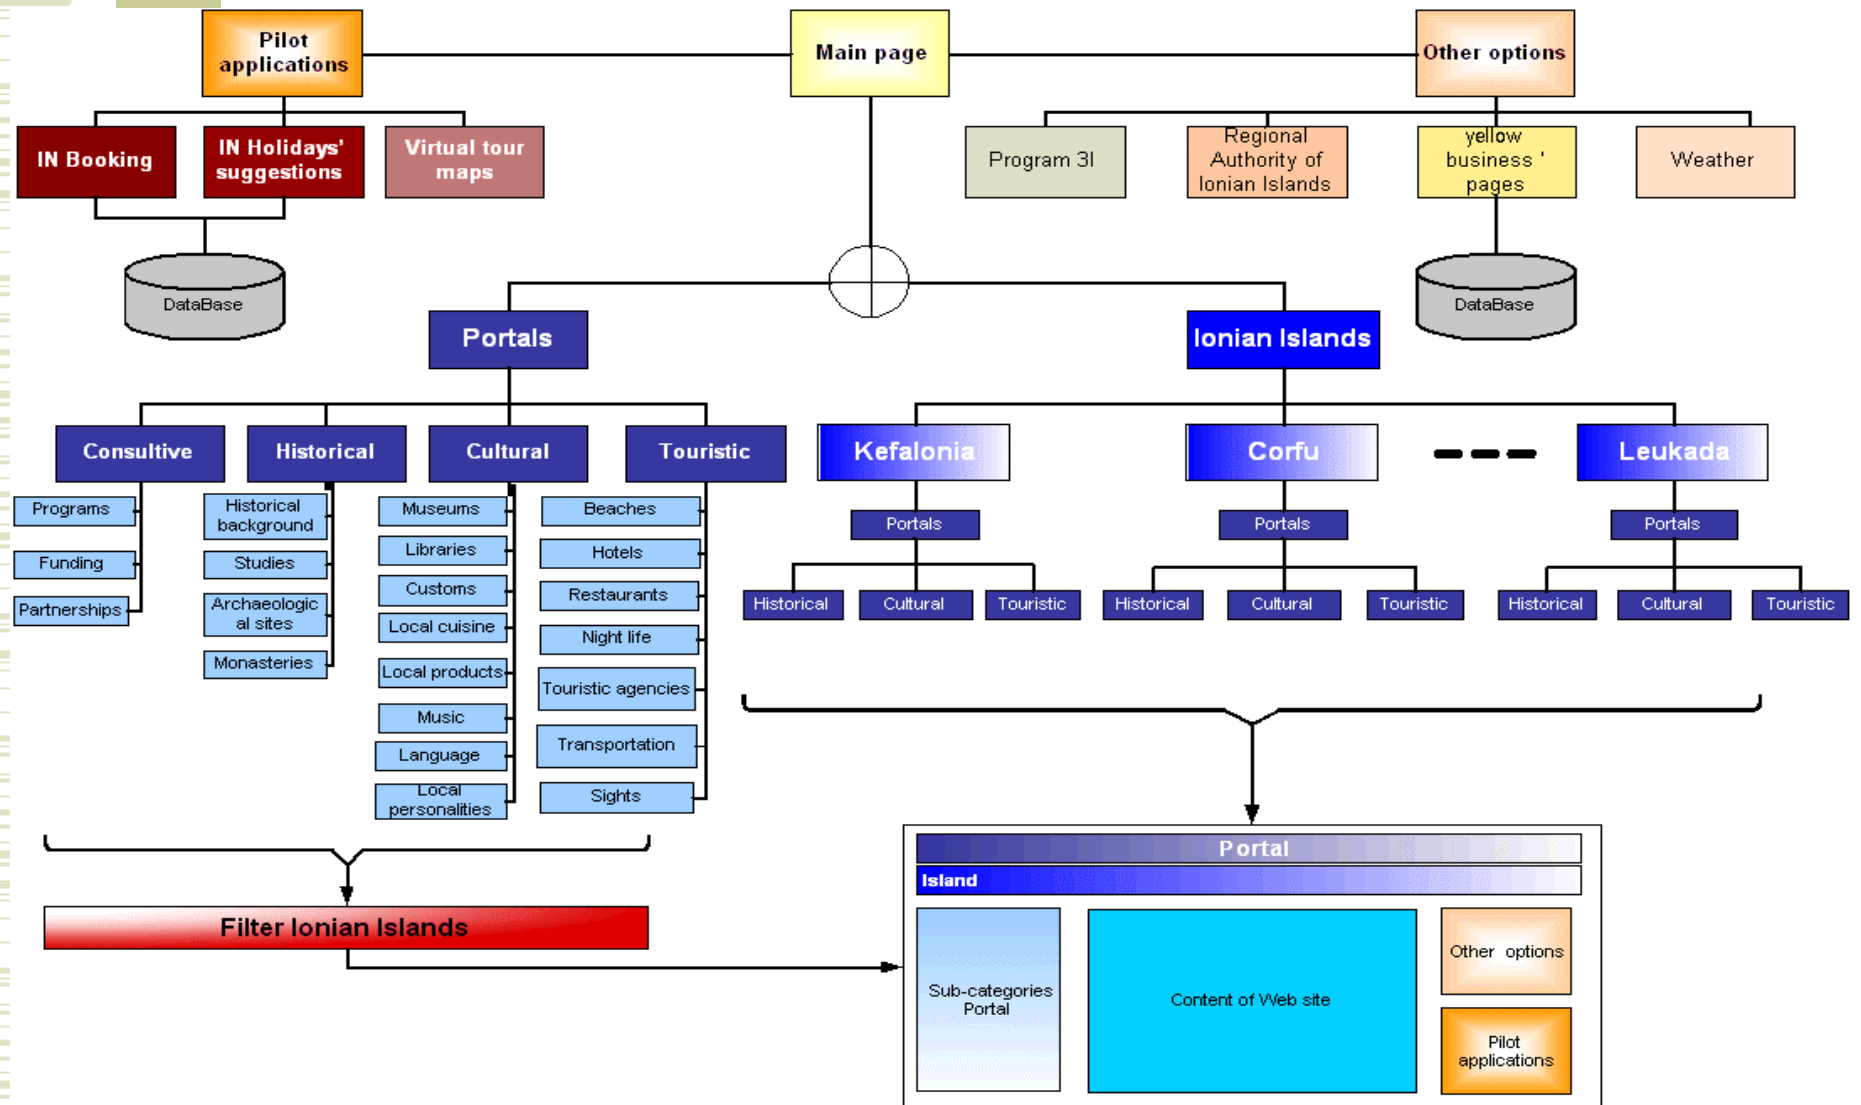 Pilot
applications
Main page
Other options
IN Booking
IN Holidays'
suggestions
Virtual tour
maps
Program 3I
Regional
Authority of
Ionian Islands
yellow
business '
pages
Weather
DataBase
DataBase
Portals
Ionian Islands
Consultive
Historical
Cultural
Touristic
Kefalonia
Corfu
Leukada
Programs
Funding
Partnerships
Historical
background
Studies
Archaeologic
al sites
Monasteries
Museums
Libraries
Customs
Local cuisine
Local products
Music
Language
Local
personalities
Beaches
Hotels
Restaurants
Night life
Touristic agencies
Transportation
Sights
Portals
Portals
Portals
Historical
Cultural
Touristic
Historical
Cultural
Touristic
Historical
Cultural
Touristic
Filter Ionian Islands
Portal
Island
Sub-categories
Portal
Content of Web site
Other options
Pilot
applications